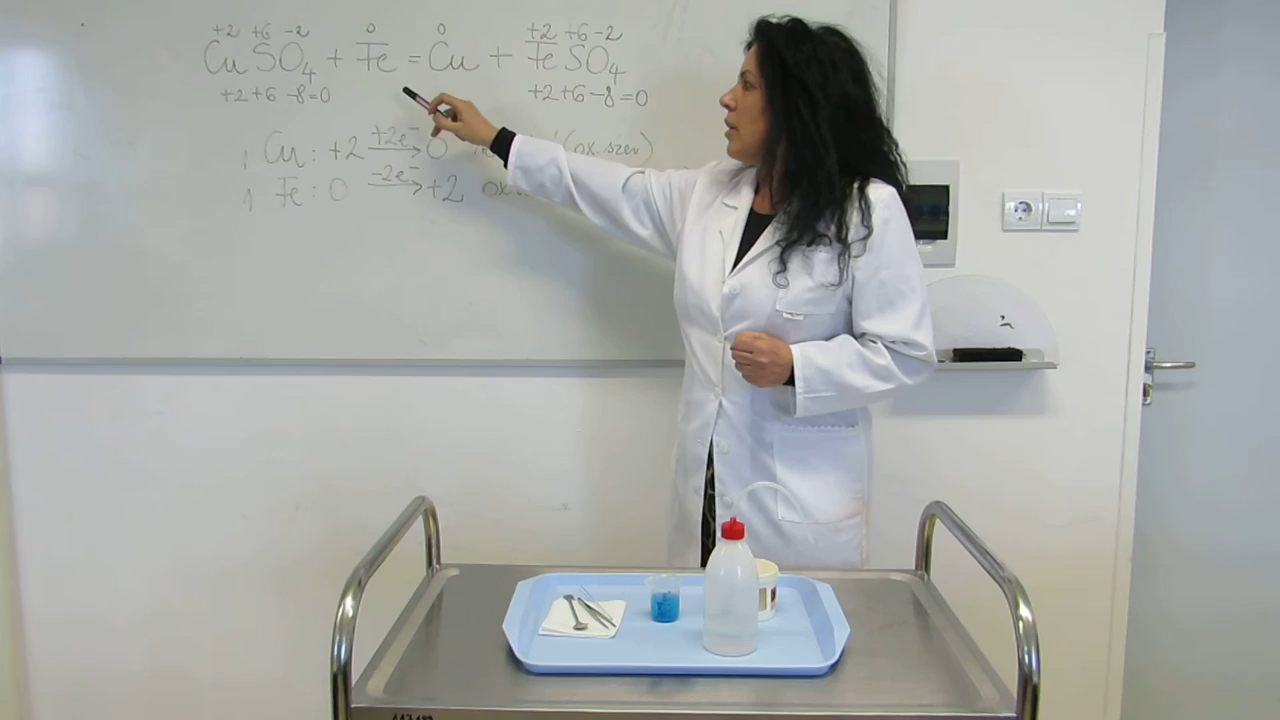 +2 +6 -2 0 0 +2 +6 -2
CuSO₄ + Fe = Cu + FeSO₄
+2+6 -8=0 +2+6-8=0
1 Cu: +2 +2e⁻→ 0 (ox.szer)
1 Fe: 0 -2e⁻→ +2